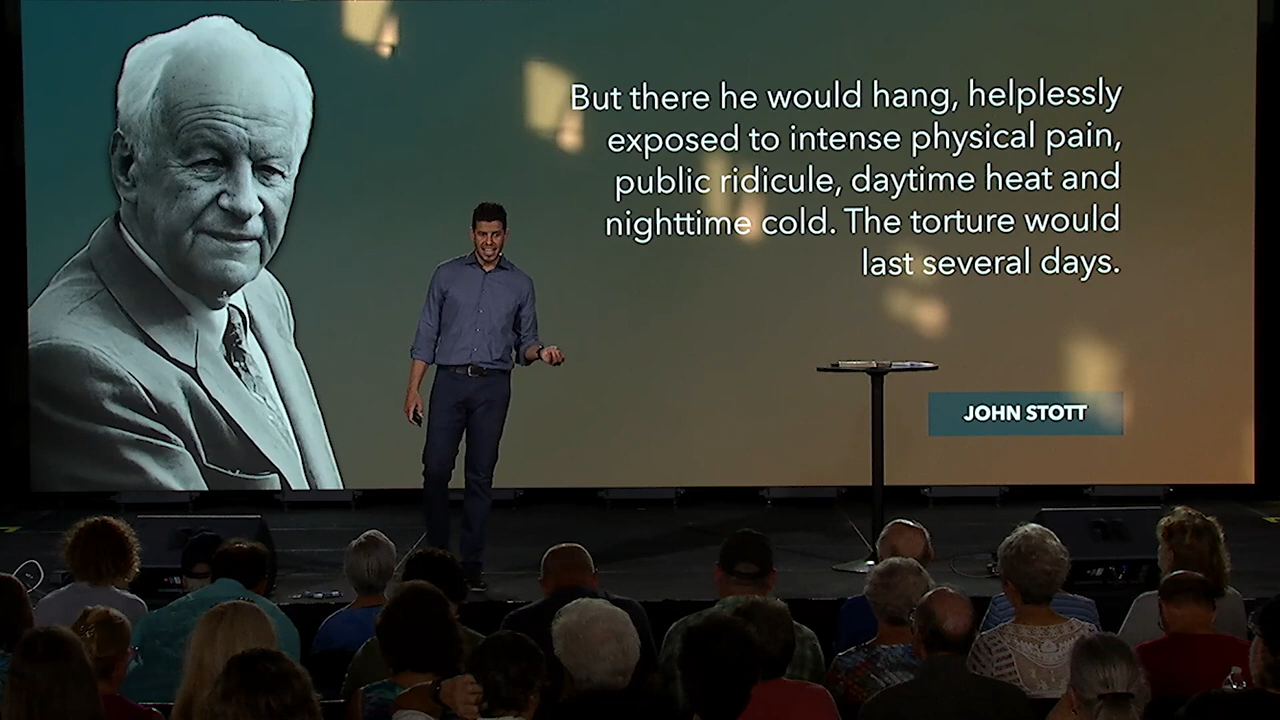 But there he would hang, helplessly
exposed to intense physical pain,
public ridicule, daytime heat and
nighttime cold. The torture would
last several days.
JOHN STOTT